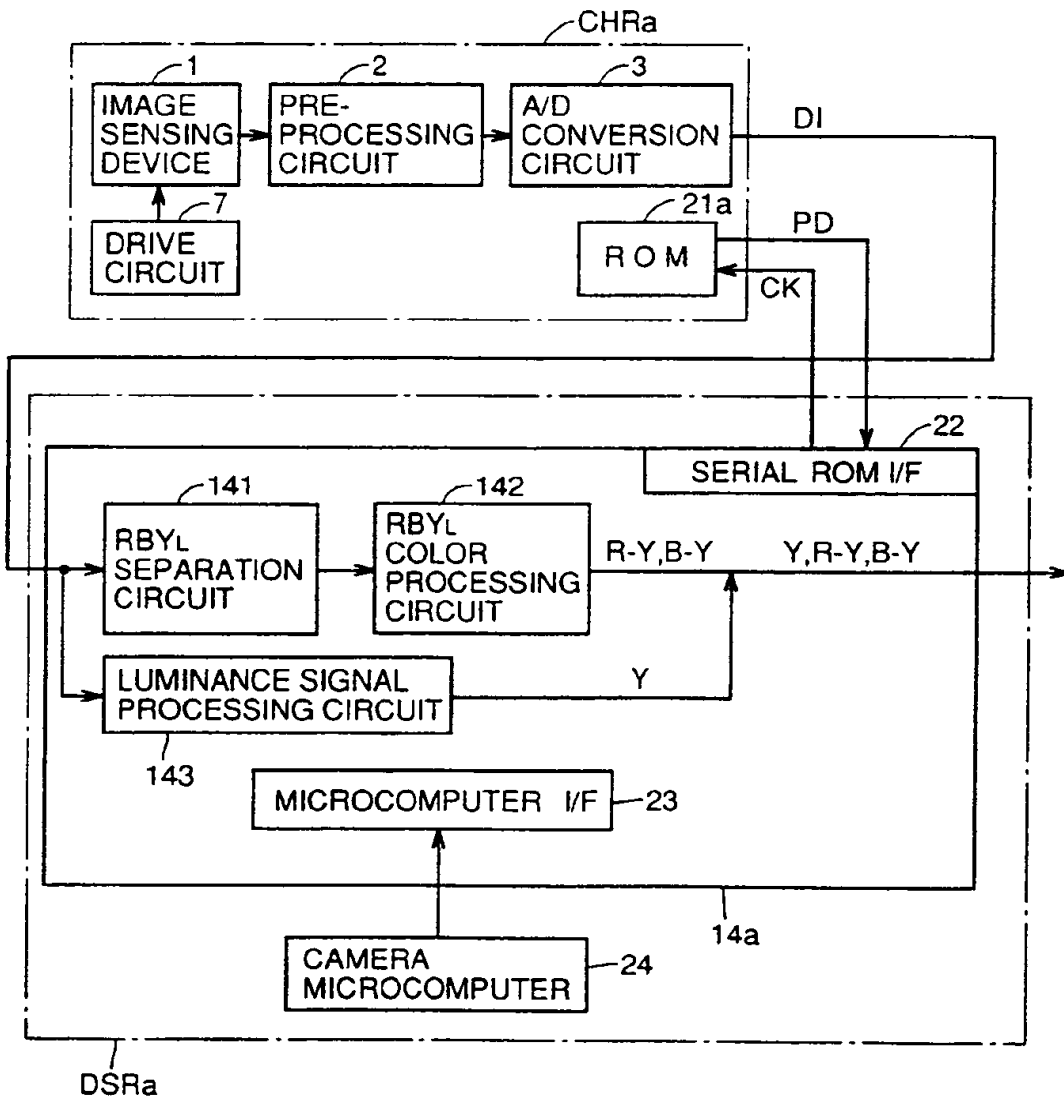 CHRa
1
2
3
IMAGE
SENSING
DEVICE
PRE-
PROCESSING
CIRCUIT
A/D
CONVERSION
CIRCUIT
DI
7
DRIVE
CIRCUIT
21a
ROM
PD
CK
22
SERIAL ROM I/F
141
142
RBYL
SEPARATION
CIRCUIT
RBYL
COLOR
PROCESSING
CIRCUIT
R-Y,B-Y
Y,R-Y,B-Y
LUMINANCE SIGNAL
PROCESSING CIRCUIT
Y
143
MICROCOMPUTER I/F
23
14a
CAMERA
MICROCOMPUTER
24
DSRa